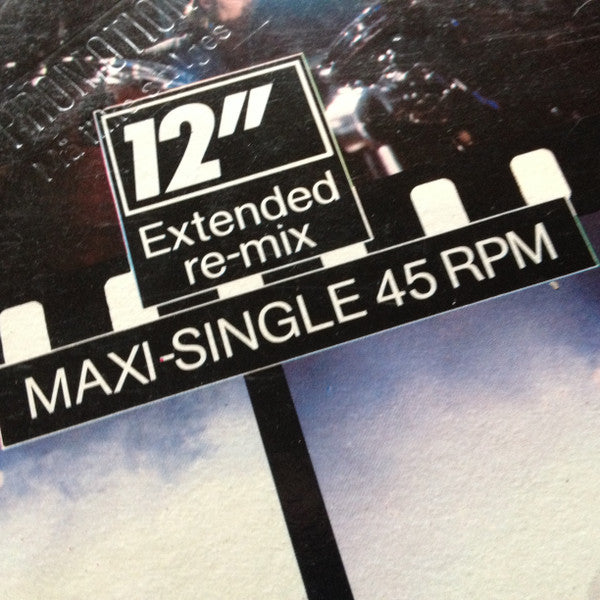 12"
Extended
re-mix
MAXI-SINGLE 45 RPM